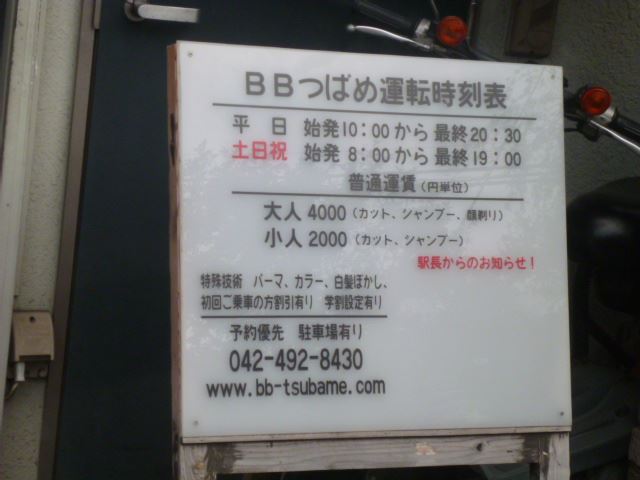 BBつばめ運転時刻表
平　日　始発10：00から 最終20：30
土日祝　始発 8：00から 最終19：00
普通運賃（円単位）
大人 4000（カット、シャンプー、顔剃り）
小人 2000（カット、シャンプー）
駅長からのお知らせ！
特殊技術　パーマ、カラー、白髪ぼかし、
初回ご乗車の方割引有り　学割設定有り
予約優先　駐車場有り
042-492-8430
www.bb-tsubame.com